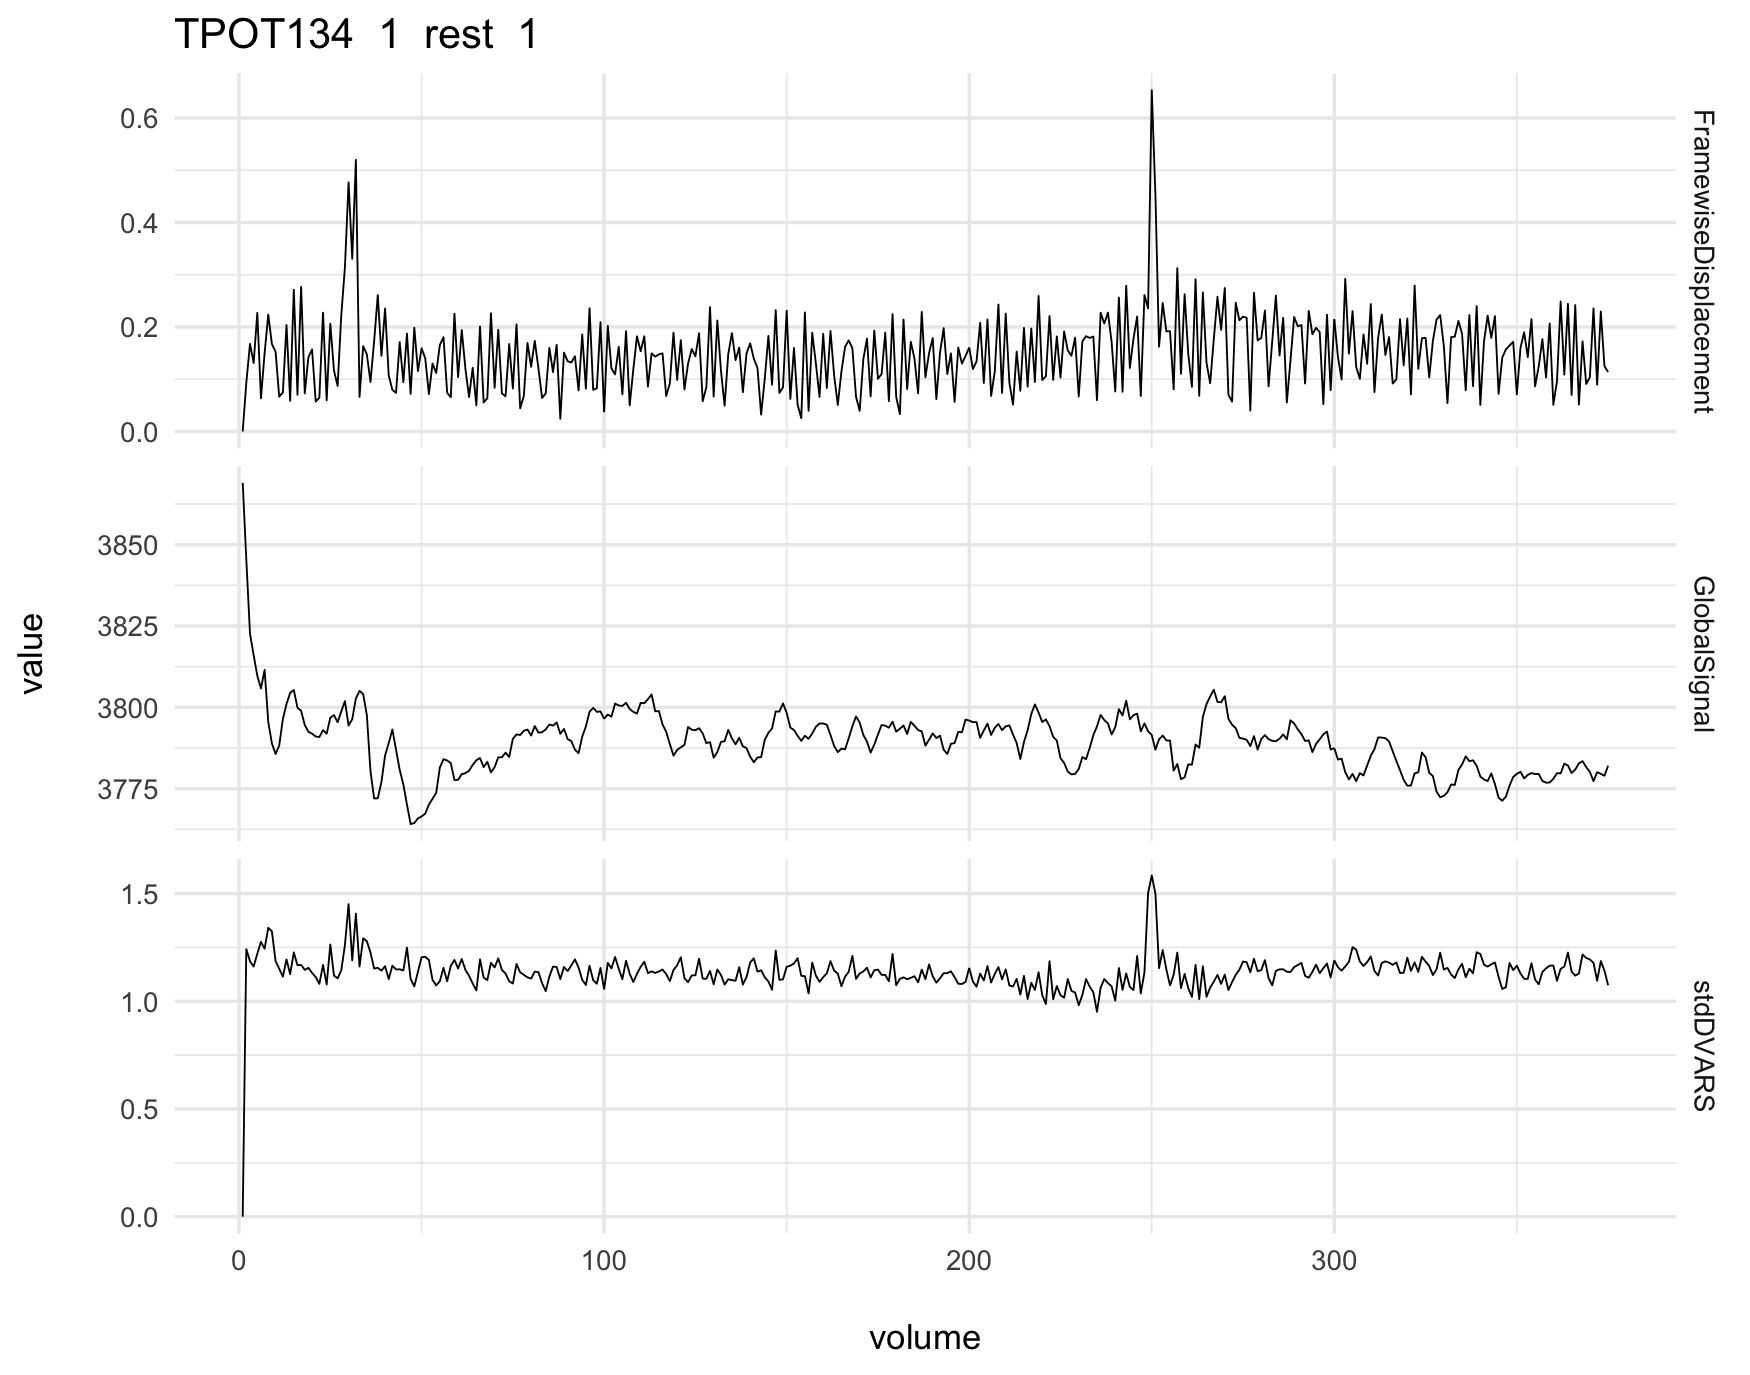 TPOT134 1 rest 1
0.6
0.4
0.2
0.0
FramewiseDisplacement
3850
3825
3800
3775
GlobalSignal
1.5
1.0
0.5
0.0
stdDVARS
value
0 100 200 300
volume